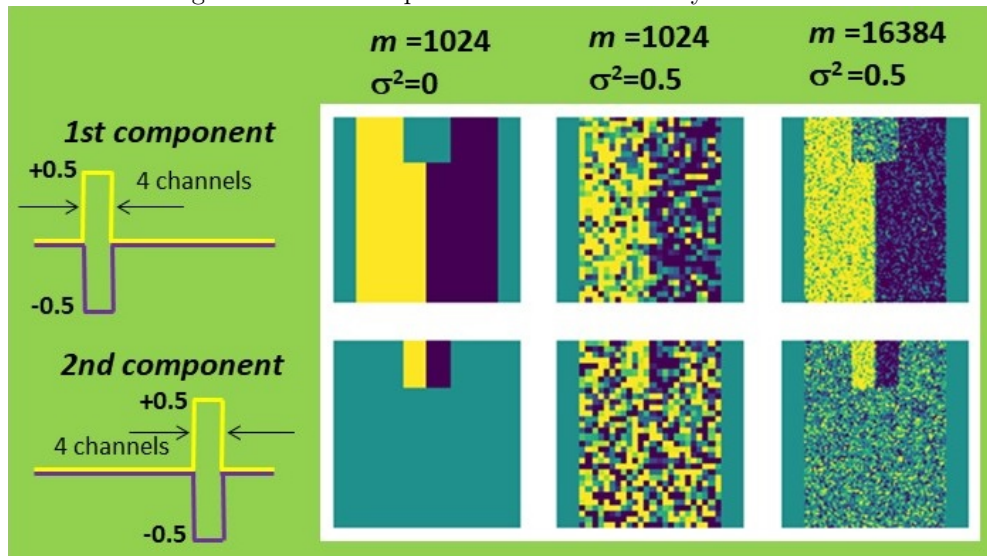 m =1024
σ²=0
m =1024
σ²=0.5
m =16384
σ²=0.5
1st component
+0.5
4 channels
-0.5
2nd component
+0.5
4 channels
-0.5